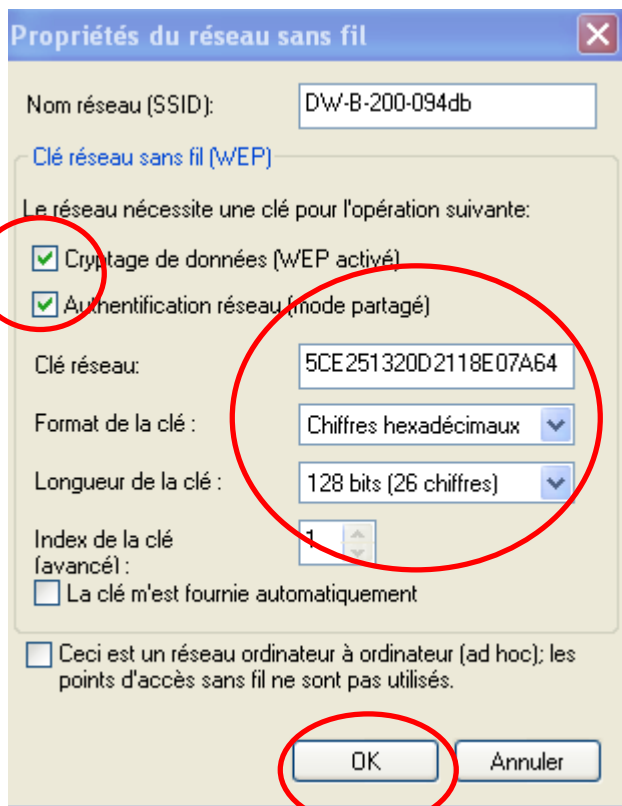 Propriétés du réseau sans fil
Nom réseau (SSID): DW-B-200-094db
Clé réseau sans fil (WEP)
Le réseau nécessite une clé pour l'opération suivante:
Cryptage de données (WEP activé)
Authentification réseau (mode partagé)
Clé réseau: 5CE251320D2118E07A64
Format de la clé : Chiffres hexadécimaux
Longueur de la clé : 128 bits (26 chiffres)
Index de la clé 1
(avancé) :
La clé m'est fournie automatiquement
Ceci est un réseau ordinateur à ordinateur (ad hoc); les
points d'accès sans fil ne sont pas utilisés.
OK Annuler